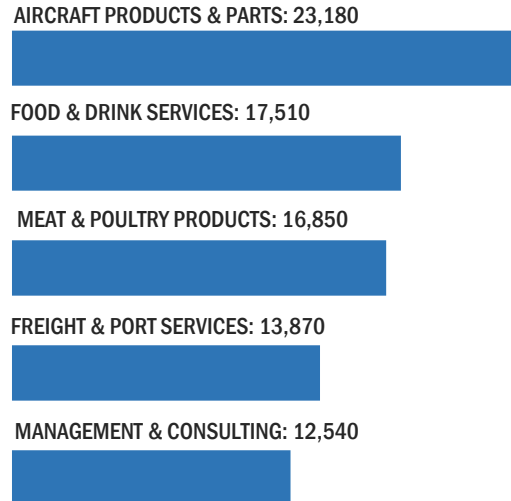 AIRCRAFT PRODUCTS & PARTS: 23,180
FOOD & DRINK SERVICES: 17,510
MEAT & POULTRY PRODUCTS: 16,850
FREIGHT & PORT SERVICES: 13,870
MANAGEMENT & CONSULTING: 12,540